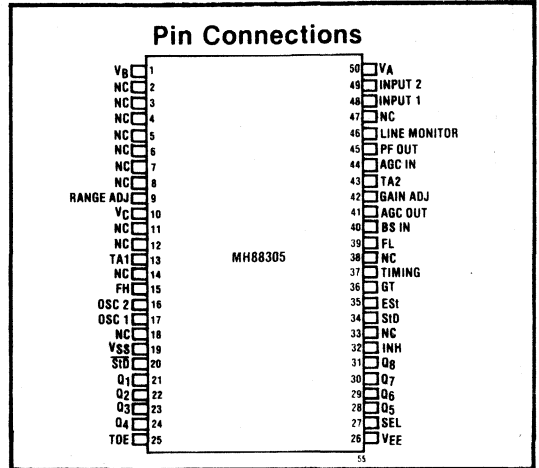 Pin Connections
VB 1 50 VA
NC 2 49 INPUT 2
NC 3 48 INPUT 1
NC 4 47 NC
NC 5 46 LINE MONITOR
NC 6 45 PF OUT
NC 7 44 AGC IN
NC 8 43 TA2
RANGE ADJ 9 42 GAIN ADJ
VC 10 41 AGC OUT
NC 11 40 BS IN
NC 12 39 FL
TA1 13 MH88305 38 NC
NC 14 37 TIMING
FH 15 36 GT
OSC 2 16 35 ESt
OSC 1 17 34 StD
NC 18 33 NC
VSS 19 32 INH
S̅t̅D̅ 20 31 Q8
Q1 21 30 Q7
Q2 22 29 Q6
Q3 23 28 Q5
Q4 24 27 SEL
TOE 25 26 VEE
55